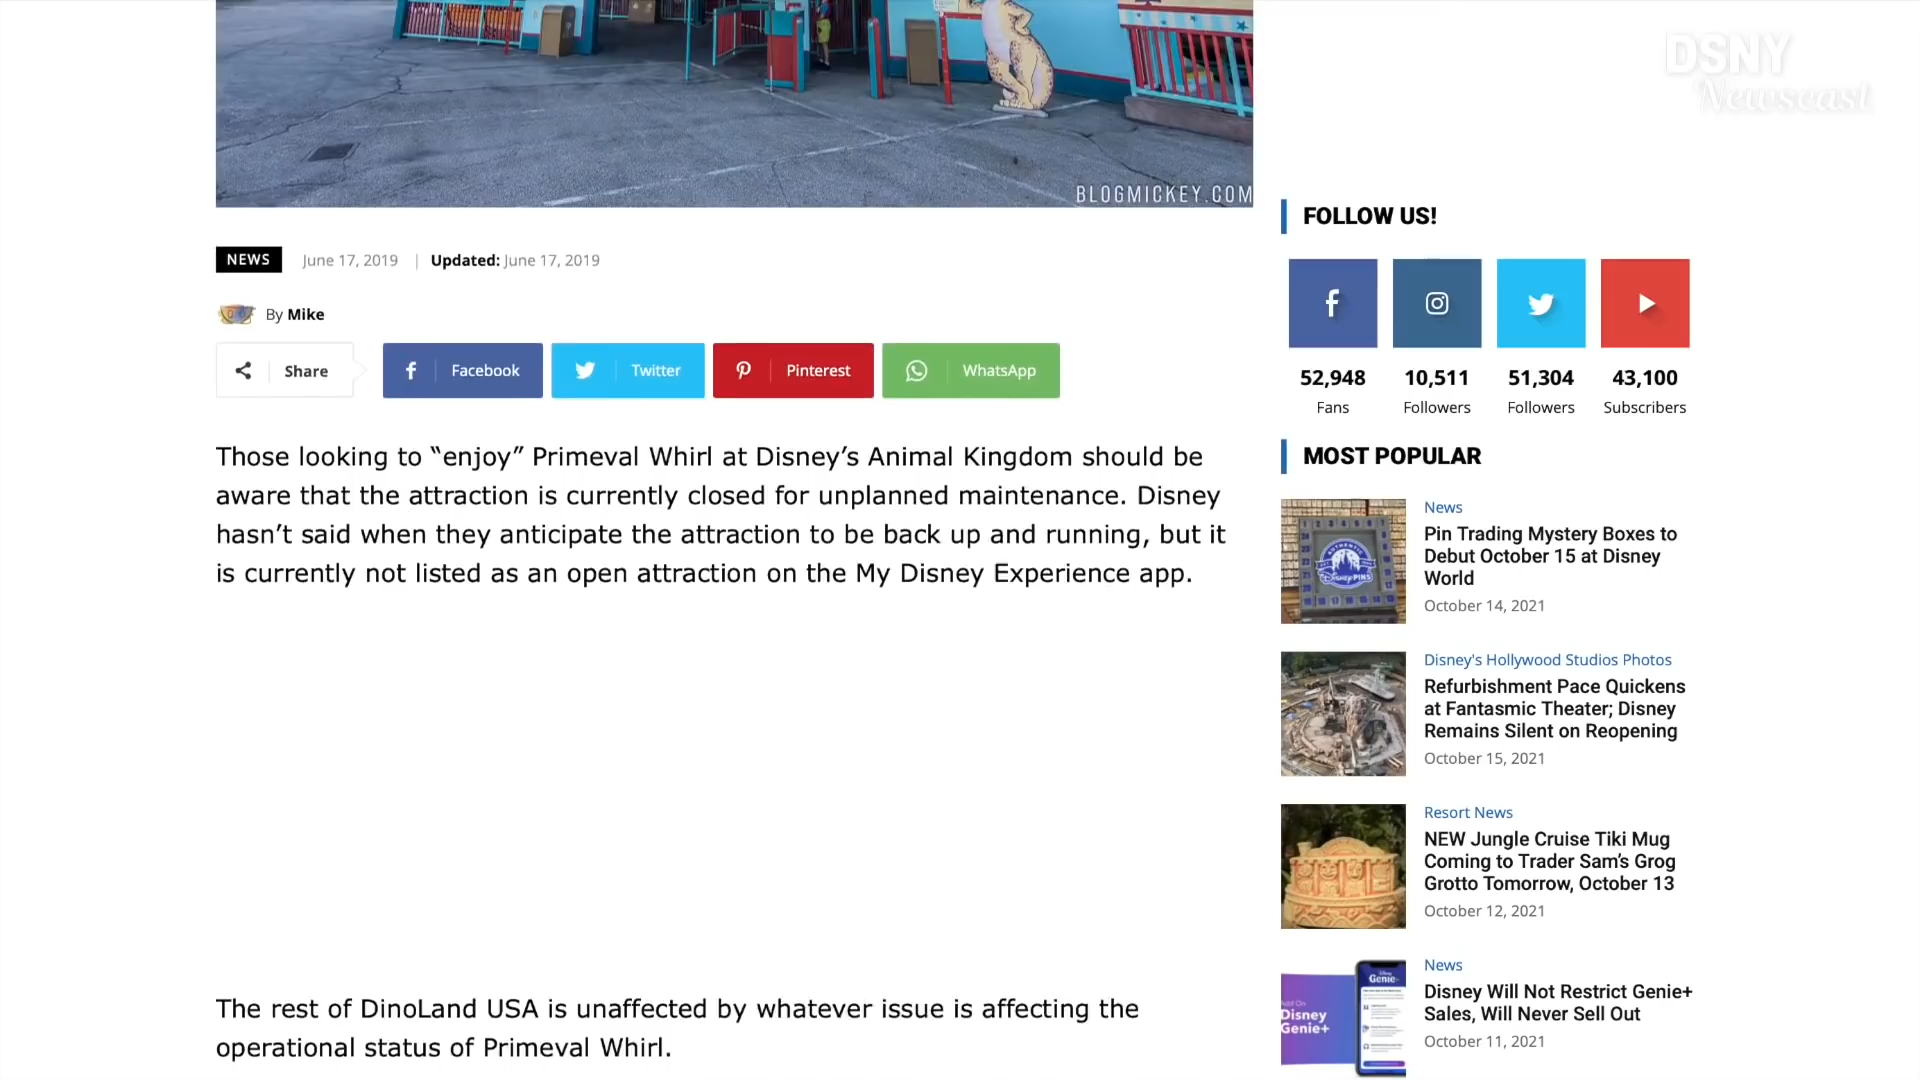 DSNY
Newscast
BLOGMICKEY.COM
NEWS June 17, 2019 | Updated: June 17, 2019
By Mike
Share Facebook Twitter Pinterest WhatsApp
Those looking to “enjoy” Primeval Whirl at Disney’s Animal Kingdom should be
aware that the attraction is currently closed for unplanned maintenance. Disney
hasn’t said when they anticipate the attraction to be back up and running, but it
is currently not listed as an open attraction on the My Disney Experience app.
The rest of DinoLand USA is unaffected by whatever issue is affecting the
operational status of Primeval Whirl.
FOLLOW US!
52,948 10,511 51,304 43,100
Fans Followers Followers Subscribers
MOST POPULAR
AUTHENTIC
Disney PINS
News
Pin Trading Mystery Boxes to
Debut October 15 at Disney
World
October 14, 2021
Disney's Hollywood Studios Photos
Refurbishment Pace Quickens
at Fantasmic Theater; Disney
Remains Silent on Reopening
October 15, 2021
Resort News
NEW Jungle Cruise Tiki Mug
Coming to Trader Sam’s Grog
Grotto Tomorrow, October 13
October 12, 2021
Disney
Genie+
Genie+
News
Disney Will Not Restrict Genie+
Sales, Will Never Sell Out
October 11, 2021